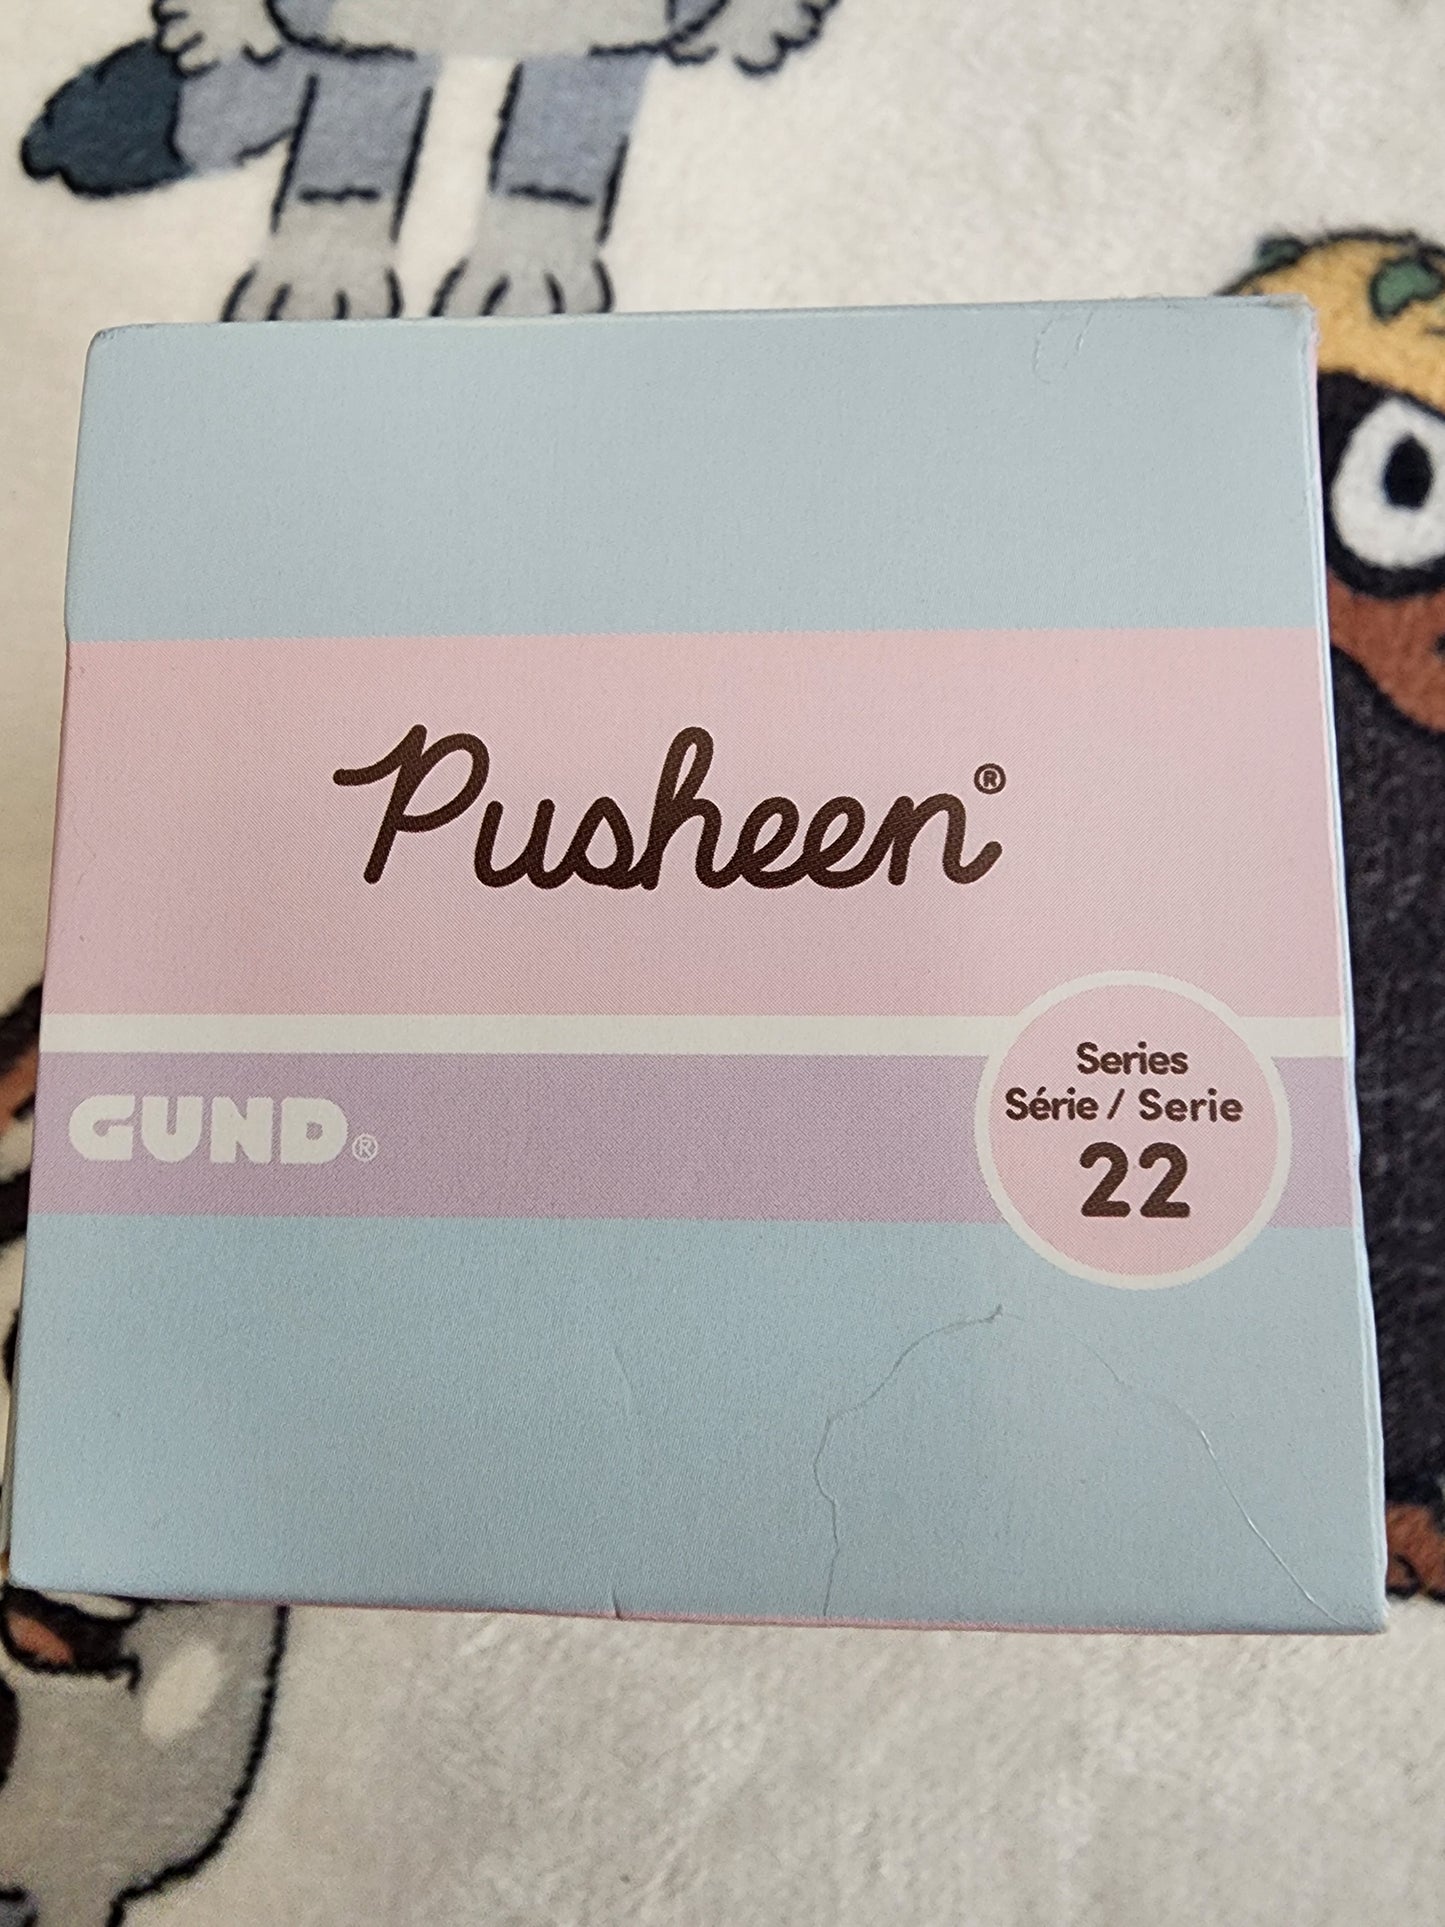 Pusheen®
GUND®
Series
Série / Serie
22